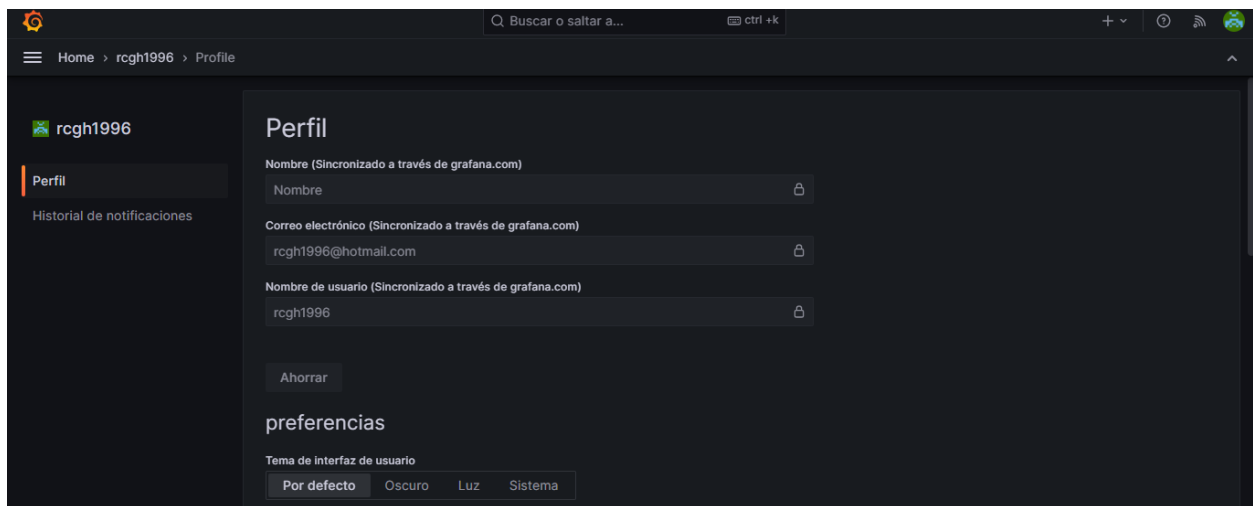 Buscar o saltar a... ctrl +k
Home › rcgh1996 › Profile
rcgh1996
Perfil
Historial de notificaciones
Perfil
Nombre (Sincronizado a través de grafana.com)
Nombre
Correo electrónico (Sincronizado a través de grafana.com)
rcgh1996@hotmail.com
Nombre de usuario (Sincronizado a través de grafana.com)
rcgh1996
Ahorrar
preferencias
Tema de interfaz de usuario
Por defecto Oscuro Luz Sistema